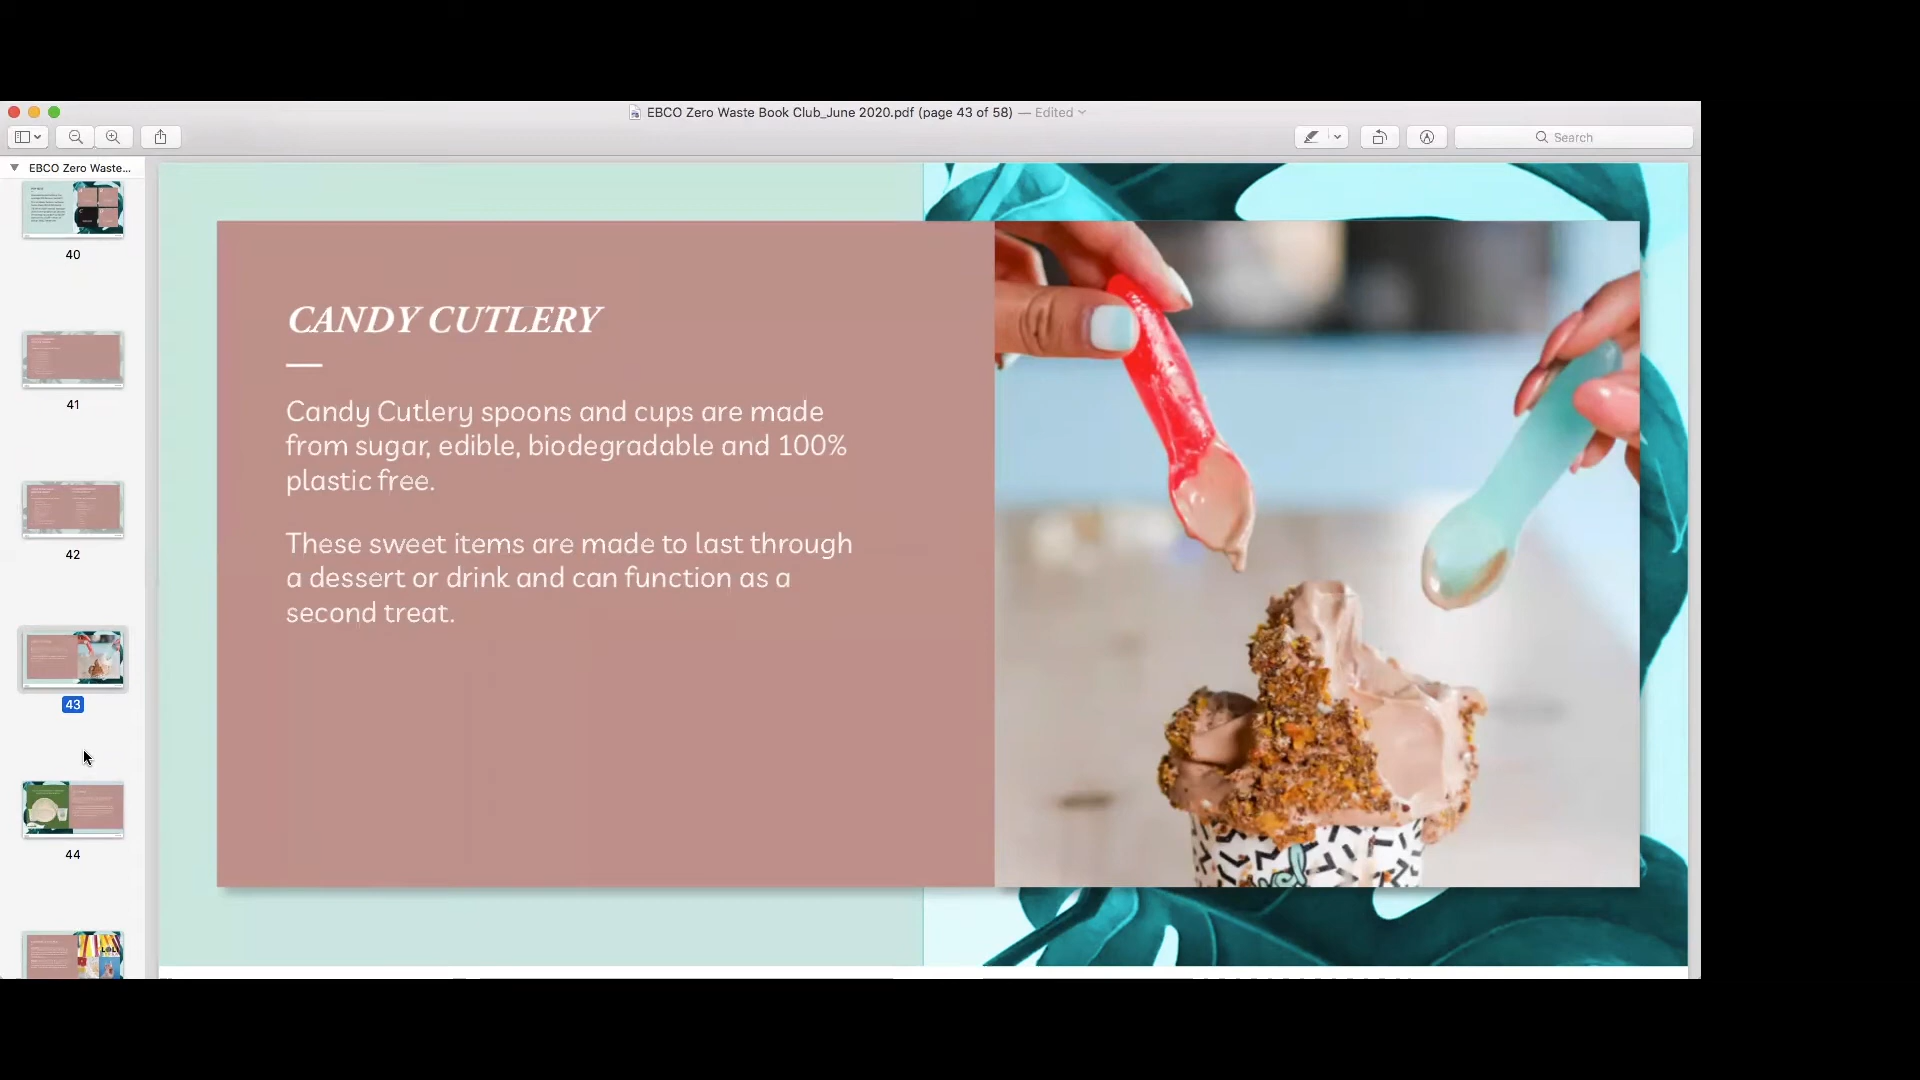 EBCO Zero Waste Book Club_June 2020.pdf (page 43 of 58) — Edited
Search
EBCO Zero Waste...
40
41
42
43
44
CANDY CUTLERY
Candy Cutlery spoons and cups are made
from sugar, edible, biodegradable and 100%
plastic free.
These sweet items are made to last through
a dessert or drink and can function as a
second treat.